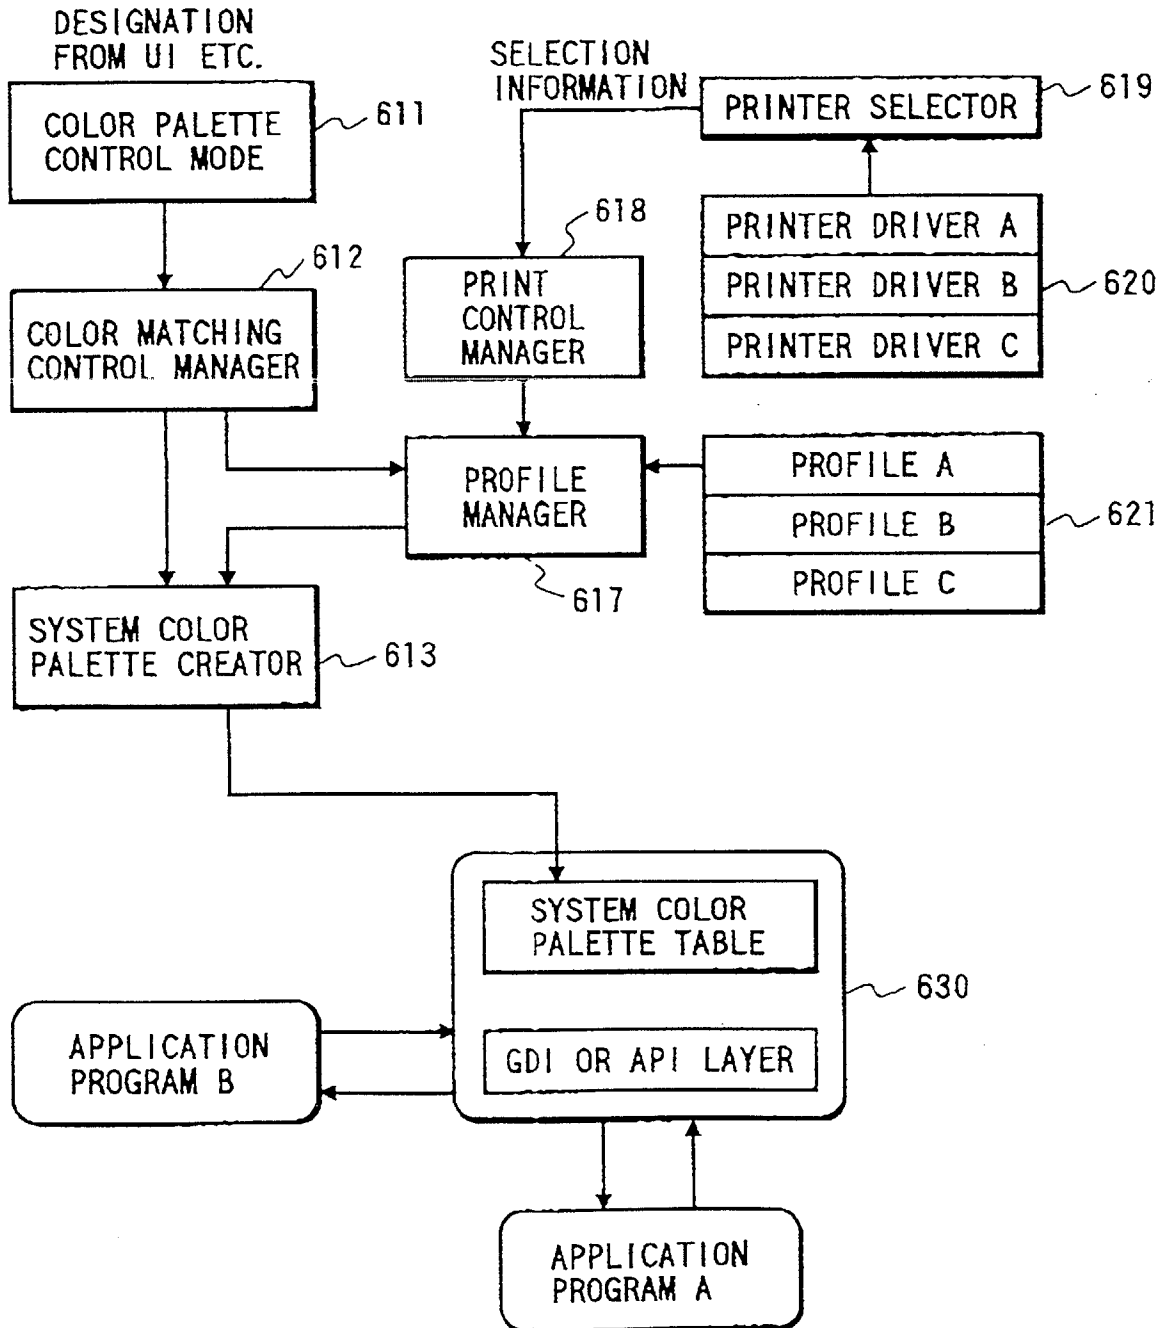 DESIGNATION
FROM UI ETC.
COLOR PALETTE
CONTROL MODE
611
SELECTION
INFORMATION
PRINTER SELECTOR
619
PRINTER DRIVER A
PRINTER DRIVER B
PRINTER DRIVER C
620
618
PRINT
CONTROL
MANAGER
612
COLOR MATCHING
CONTROL MANAGER
PROFILE
MANAGER
617
PROFILE A
PROFILE B
PROFILE C
621
SYSTEM COLOR
PALETTE CREATOR
613
SYSTEM COLOR
PALETTE TABLE
630
GDI OR API LAYER
APPLICATION
PROGRAM B
APPLICATION
PROGRAM A